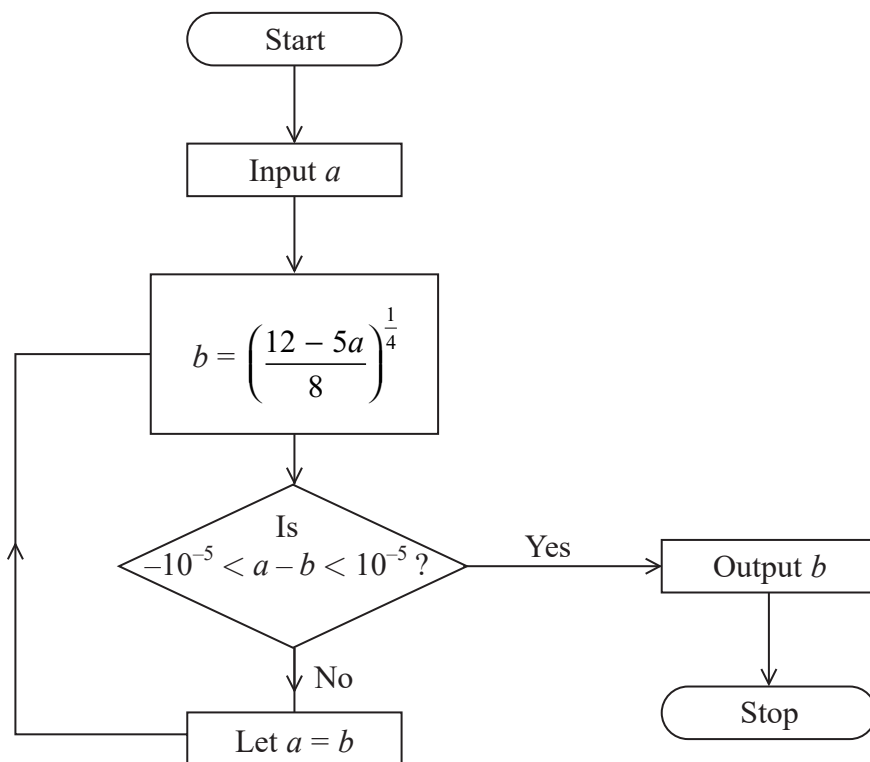 Start
Input a
b = ((12 − 5a)/8)^(1/4)
Is
–10⁻⁵ < a – b < 10⁻⁵ ?
Yes
Output b
No
Let a = b
Stop